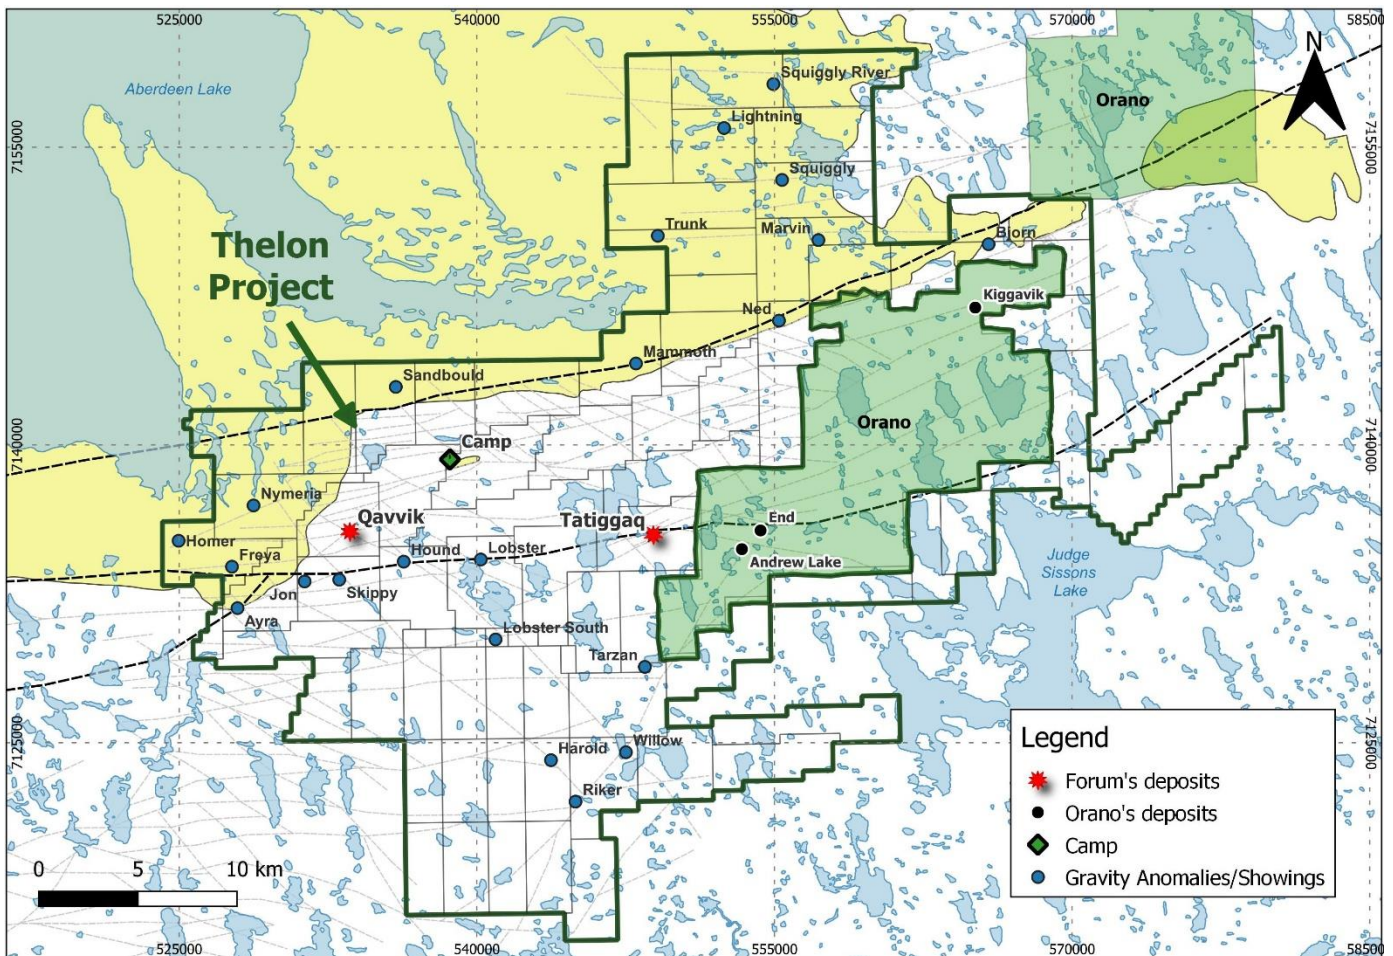 525000
540000
555000
570000
585000
Aberdeen Lake
Squiggly River
N
Orano
Lightning
7155000
7155000
Squiggly
Trunk
Marvin
Bjorn
Thelon
Project
Kiggavik
Ned
Mammoth
Sandbould
Orano
Camp
7140000
7140000
Nymeria
Qavvik
Tatiggaq
End
Homer
Hound
Lobster
Andrew Lake
Freya
Judge
Sissons
Lake
Jon
Skippy
Ayra
Lobster South
Tarzan
7125000
7125000
Harold
Willow
Riker
Legend
Forum's deposits
Orano's deposits
Camp
Gravity Anomalies/Showings
0 5 10 km
525000
540000
555000
570000
585000